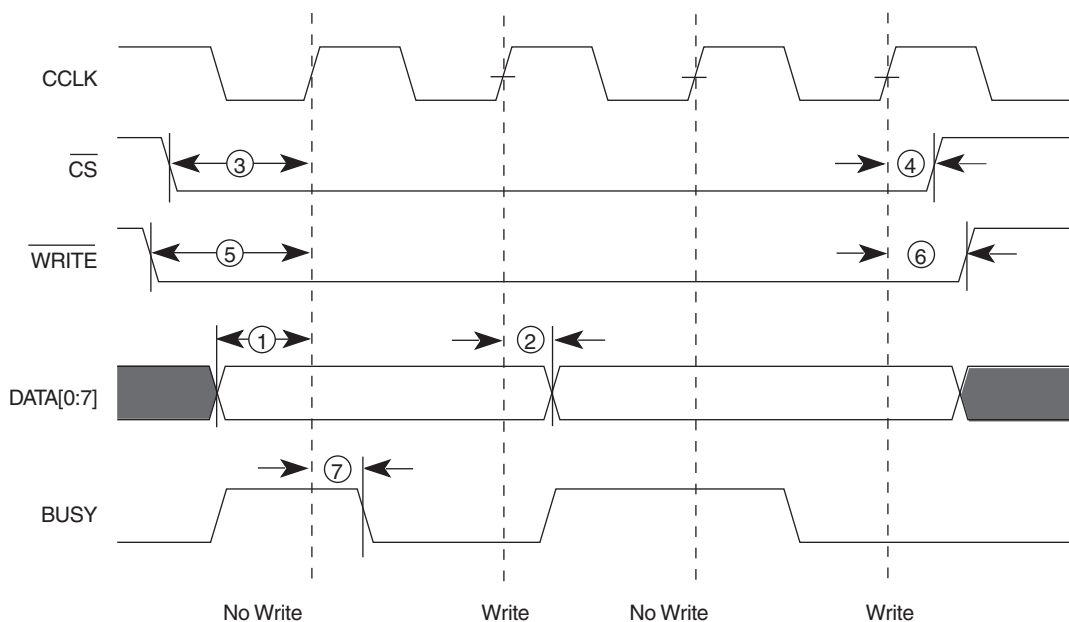 CCLK
CS
3
4
WRITE
5
6
1
2
DATA[0:7]
7
BUSY
No Write Write No Write Write